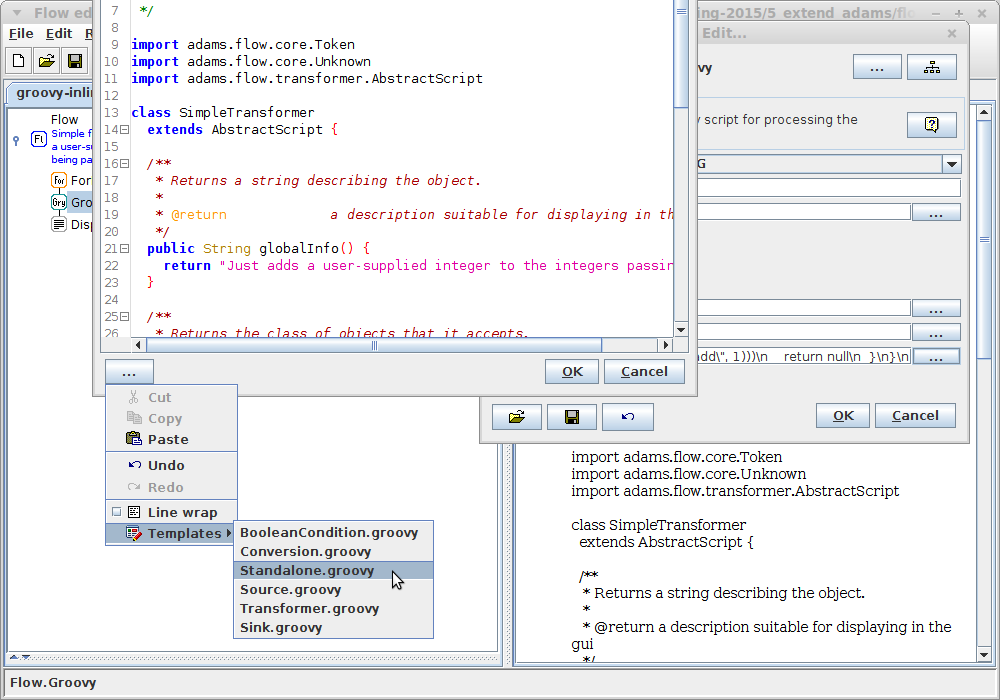 Flow ed
ing-2015/5_extend_adams/flo
File Edit R
groovy-inli
Flow
Simple f
a user-s
being pa
For
For
Gry
Gro
Disp
7 */
8
9 import adams.flow.core.Token
10 import adams.flow.core.Unknown
11 import adams.flow.transformer.AbstractScript
12
13 class SimpleTransformer
14 extends AbstractScript {
15
16 /**
17 * Returns a string describing the object.
18 *
19 * @return a description suitable for displaying in th
20 */
21 public String globalInfo() {
22 return "Just adds a user-supplied integer to the integers passin
23 }
24
25 /**
26 * Returns the class of objects that it accepts.
... OK Cancel
Cut
Copy
Paste
Undo
Redo
Line wrap
Templates
BooleanCondition.groovy
Conversion.groovy
Standalone.groovy
Source.groovy
Transformer.groovy
Sink.groovy
Edit...
vy ...
script for processing the
G
...
...
...
add\", 1)))\n return null\n }\n}\n ...
OK Cancel
import adams.flow.core.Token
import adams.flow.core.Unknown
import adams.flow.transformer.AbstractScript
class SimpleTransformer
extends AbstractScript {
/**
* Returns a string describing the object.
*
* @return a description suitable for displaying in the
gui
*/
Flow.Groovy